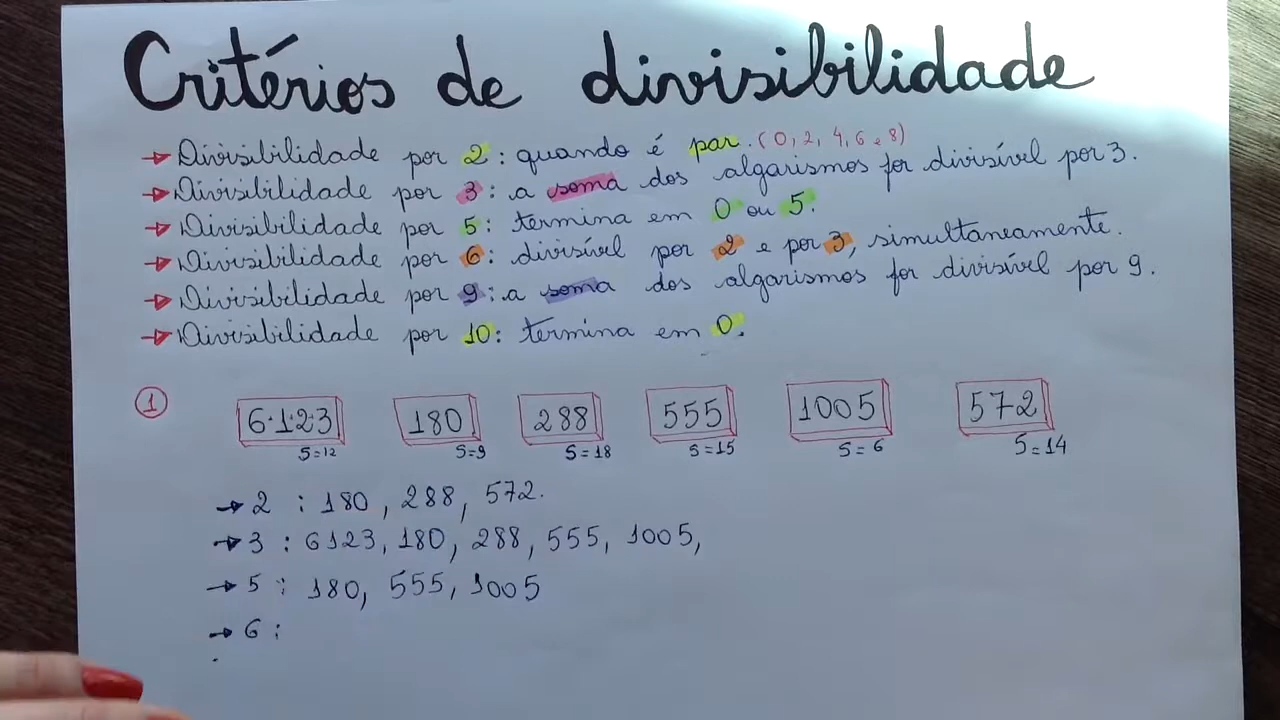 Critérios de divisibilidade
→ Divisibilidade por 2: quando é par. (0, 2, 4, 6 e 8)
→ Divisibilidade por 3: a soma dos algarismos for divisível por 3.
→ Divisibilidade por 5: termina em 0 ou 5.
→ Divisibilidade por 6: divisível por 2 e por 3, simultaneamente.
→ Divisibilidade por 9: a soma dos algarismos for divisível por 9.
→ Divisibilidade por 10: termina em 0.
1 6·1·2·3 180 288 555 1005 572
S=12 S=9 S=18 S=15 S=6 S=14
→ 2 : 180, 288, 572.
→ 3 : 6123, 180, 288, 555, 1005,
→ 5 : 180, 555, 1005
→ 6 :